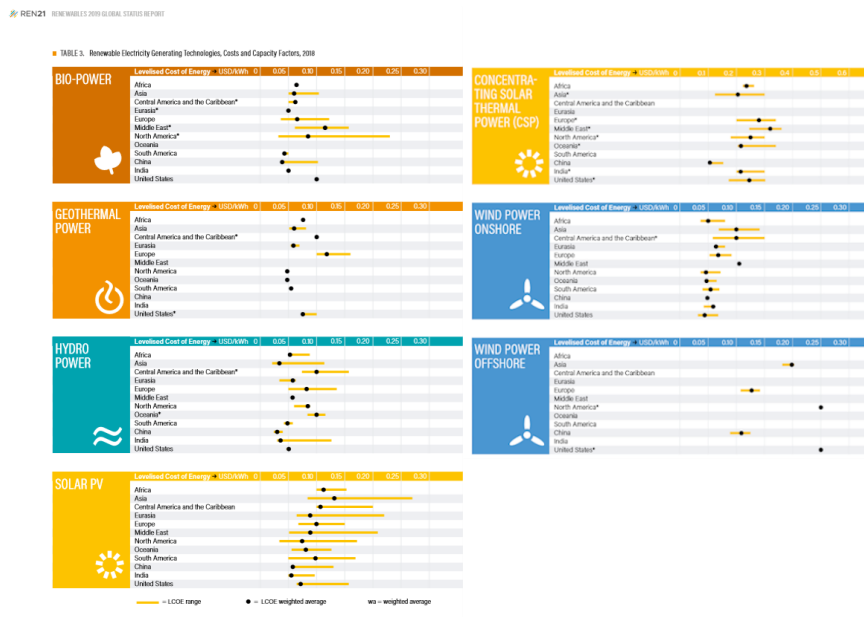 REN21 RENEWABLES 2019 GLOBAL STATUS REPORT
TABLE 3. Renewable Electricity Generating Technologies, Costs and Capacity Factors, 2018
BIO-POWER
Levelised Cost of Energy → USD/kWh 0 0.05 0.10 0.15 0.20 0.25 0.30
Africa
Asia
Central America and the Caribbean*
Eurasia*
Europe
Middle East*
North America*
Oceania
South America
China
India
United States
GEOTHERMAL
POWER
Levelised Cost of Energy → USD/kWh 0 0.05 0.10 0.15 0.20 0.25 0.30
Africa
Asia
Central America and the Caribbean*
Eurasia
Europe
Middle East
North America
Oceania
South America
China
India
United States*
HYDRO
POWER
Levelised Cost of Energy → USD/kWh 0 0.05 0.10 0.15 0.20 0.25 0.30
Africa
Asia
Central America and the Caribbean*
Eurasia
Europe
Middle East
North America
Oceania*
South America
China
India
United States
SOLAR PV
Levelised Cost of Energy → USD/kWh 0 0.05 0.10 0.15 0.20 0.25 0.30
Africa
Asia
Central America and the Caribbean
Eurasia
Europe
Middle East
North America
Oceania
South America
China
India
United States
= LCOE range = LCOE weighted average wa = weighted average
CONCENTRA-
TING SOLAR
THERMAL
POWER (CSP)
Levelised Cost of Energy → USD/kWh 0 0.1 0.2 0.3 0.4 0.5 0.6
Africa
Asia*
Central America and the Caribbean
Eurasia
Europe*
Middle East*
North America*
Oceania*
South America
China
India*
United States*
WIND POWER
ONSHORE
Levelised Cost of Energy → USD/kWh 0 0.05 0.10 0.15 0.20 0.25 0.30
Africa
Asia
Central America and the Caribbean*
Eurasia
Europe
Middle East
North America
Oceania
South America
China
India
United States
WIND POWER
OFFSHORE
Levelised Cost of Energy → USD/kWh 0 0.05 0.10 0.15 0.20 0.25 0.30
Africa
Asia
Central America and the Caribbean
Eurasia
Europe
Middle East
North America*
Oceania
South America
China
India
United States*